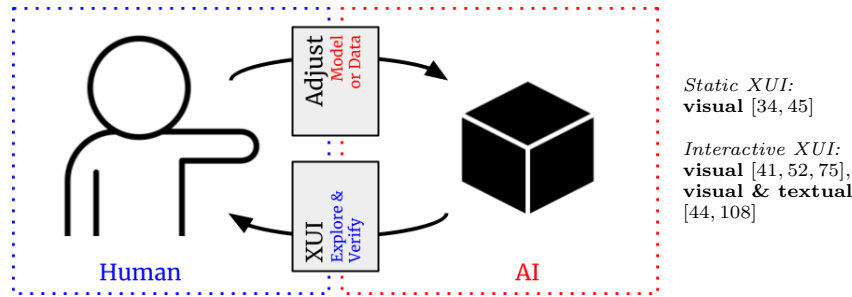 Adjust
Model
or Data
XUI
Explore &
Verify
Human
AI
Static XUI:
visual [34, 45]
Interactive XUI:
visual [41, 52, 75],
visual & textual
[44, 108]